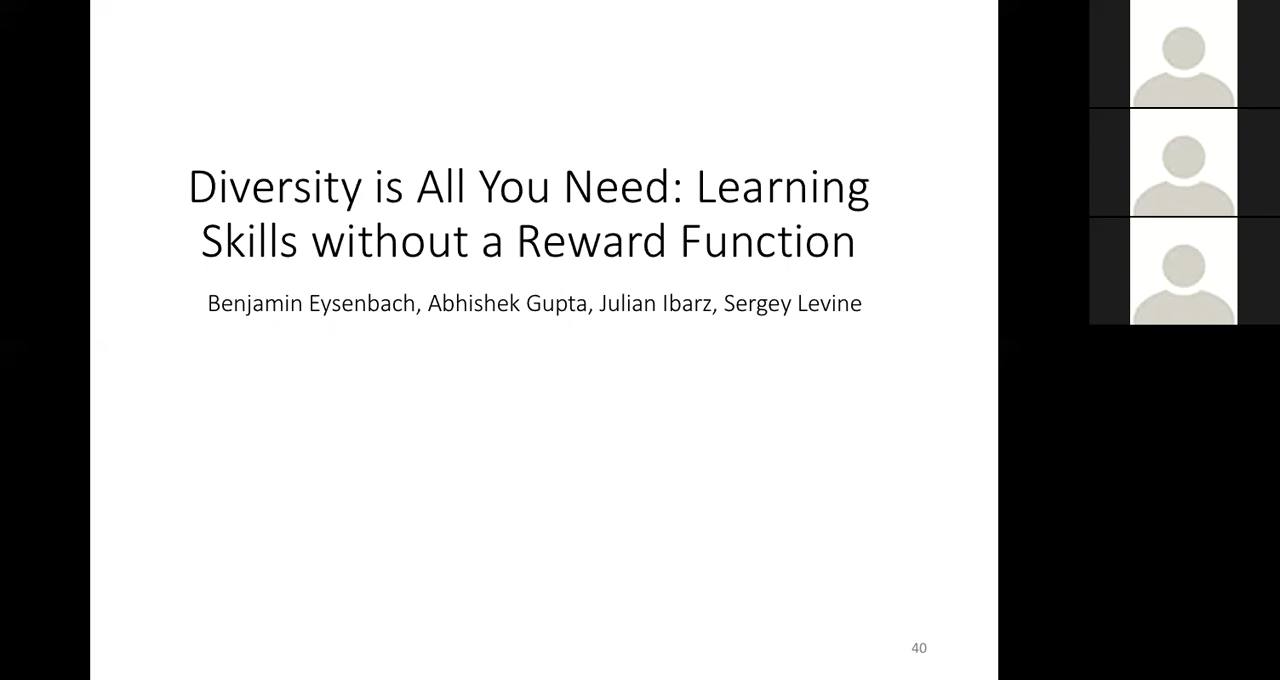 Diversity is All You Need: Learning
Skills without a Reward Function
Benjamin Eysenbach, Abhishek Gupta, Julian Ibarz, Sergey Levine
40